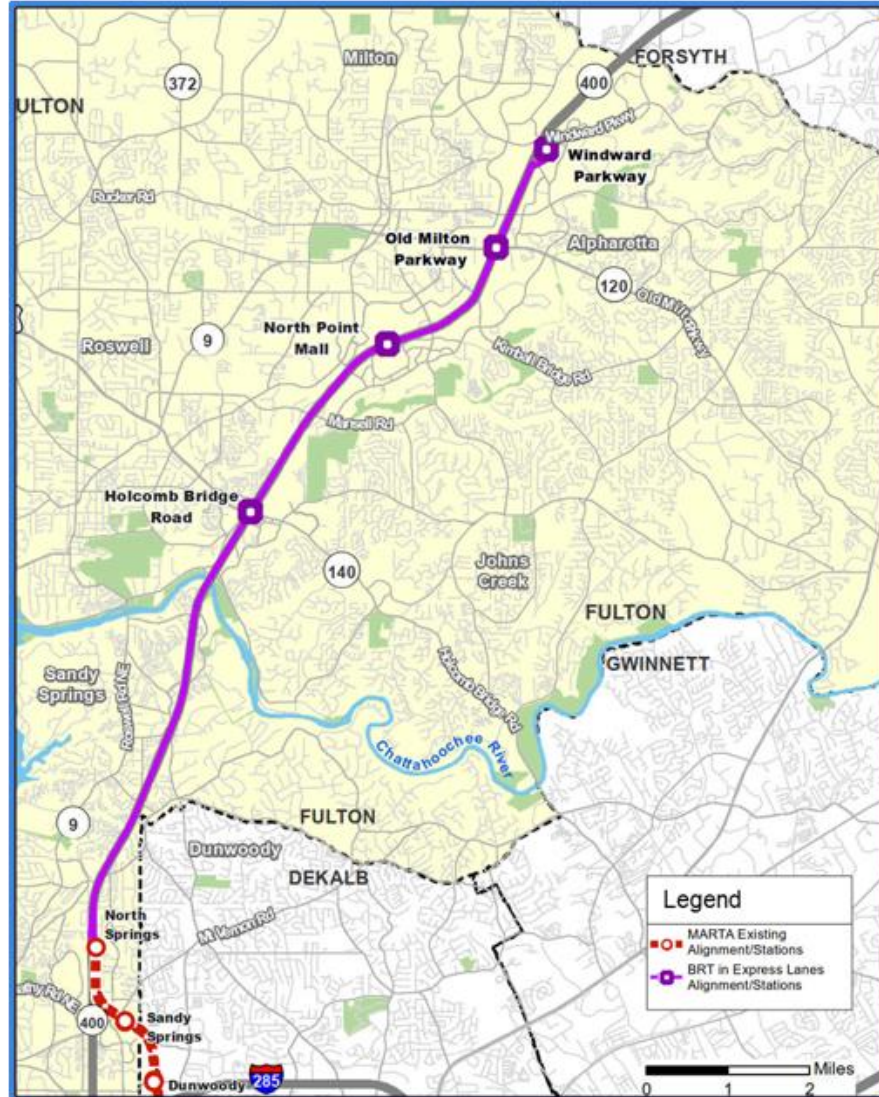 Milton
FORSYTH
400
372
ULTON
Windward Pkwy
Windward
Parkway
Rucker Rd
Old Milton
Parkway
Alpharetta
120
Old Milton Pkwy
North Point
Mall
9
Roswell
Kimball Bridge Rd
Mansell Rd
Holcomb Bridge
Road
140
Johns
Creek
FULTON
GWINNETT
Sandy
Springs
Roswell Rd NE
Holcomb Bridge Rd
Chattahoochee River
FULTON
9
Dunwoody
DEKALB
North
Springs
Mt Vernon Rd
Legend
MARTA Existing
Alignment/Stations
BRT in Express Lanes
Alignment/Stations
Rd NE
400
Sandy
Springs
Dunwoody
285
Miles
0
1
2